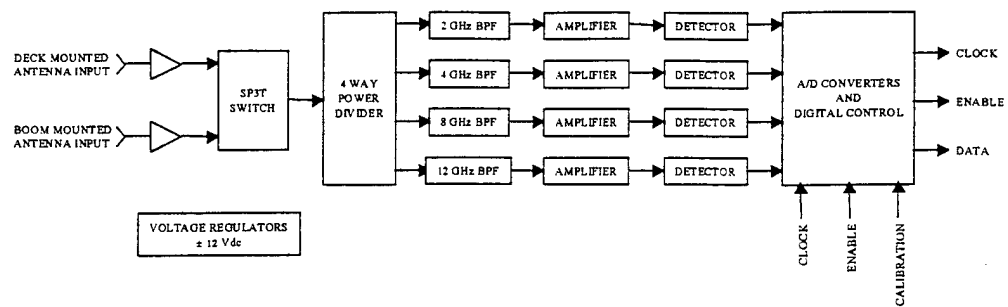 DECK MOUNTED
ANTENNA INPUT
BOOM MOUNTED
ANTENNA INPUT
SP3T
SWITCH
4 WAY
POWER
DIVIDER
2 GHz BPF
AMPLIFIER
DETECTOR
4 GHz BPF
AMPLIFIER
DETECTOR
8 GHz BPF
AMPLIFIER
DETECTOR
12 GHz BPF
AMPLIFIER
DETECTOR
A/D CONVERTERS
AND
DIGITAL CONTROL
CLOCK
ENABLE
DATA
CLOCK
ENABLE
CALIBRATION
VOLTAGE REGULATORS
± 12 Vdc